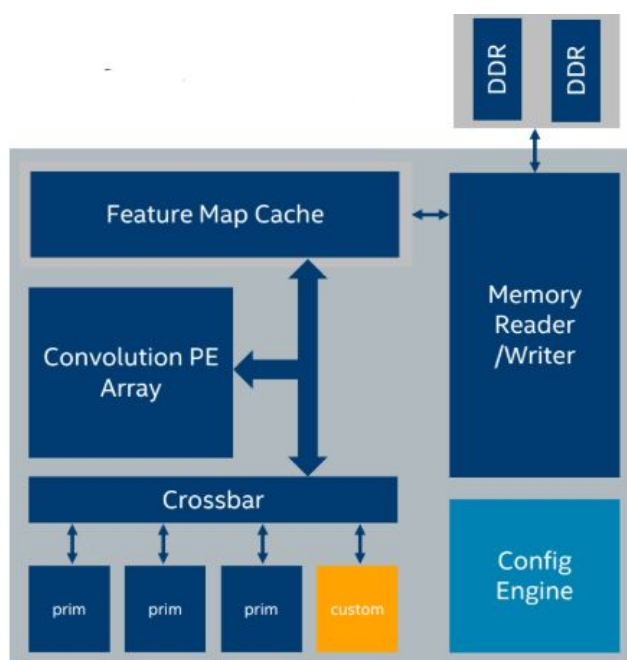 DDR
DDR
Feature Map Cache
Memory
Reader
/Writer
Convolution PE
Array
Crossbar
prim
prim
prim
custom
Config
Engine